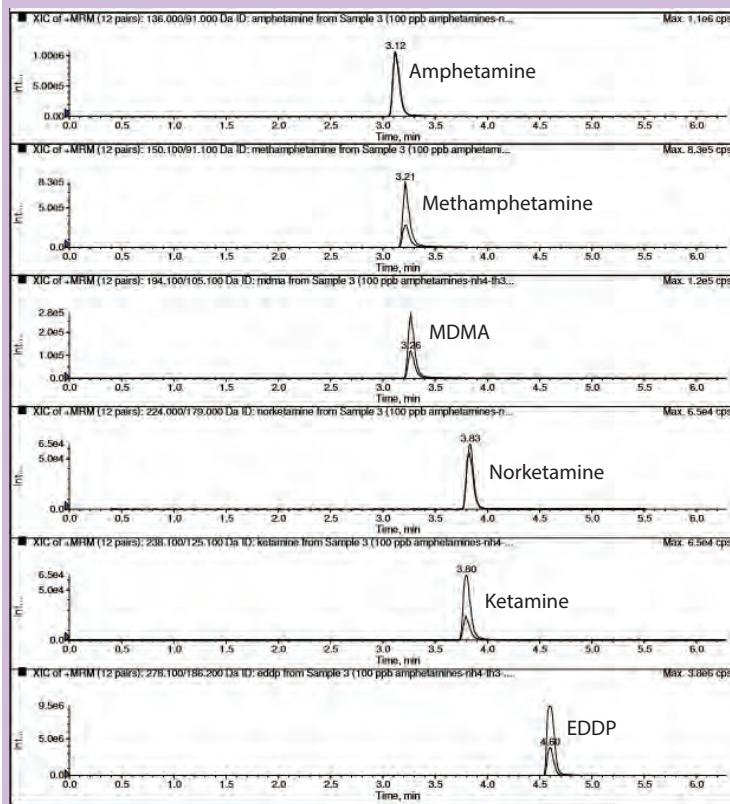 XIC of +MRM (12 pairs): 136.000/91.000 Da ID: amphetamine from Sample 3 (100 ppb amphetamines-n... Max. 1.1e6 cps
3.12
Amphetamine
1.00e6
5.00e5
0.00
Int...
0.0 0.5 1.0 1.5 2.0 2.5 3.0 3.5 4.0 4.5 5.0 5.5 6.0
Time, min
XIC of +MRM (12 pairs): 150.100/91.100 Da ID: methamphetamine from Sample 3 (100 ppb amphetami... Max. 8.3e5 cps
8.3e5
3.21
Methamphetamine
5.0e5
0.0
Int...
0.0 0.5 1.0 1.5 2.0 2.5 3.0 3.5 4.0 4.5 5.0 5.5 6.0
Time, min
XIC of +MRM (12 pairs): 194.100/105.100 Da ID: mdma from Sample 3 (100 ppb amphetamines-nh4-th3... Max. 1.2e5 cps
2.8e5
2.0e5
MDMA
3.26
1.0e5
0.0
Int...
0.0 0.5 1.0 1.5 2.0 2.5 3.0 3.5 4.0 4.5 5.0 5.5 6.0
Time, min
XIC of +MRM (12 pairs): 224.000/179.000 Da ID: norketamine from Sample 3 (100 ppb amphetamines-n... Max. 6.5e4 cps
6.5e4
3.83
Norketamine
5.0e4
0.0
Int...
0.0 0.5 1.0 1.5 2.0 2.5 3.0 3.5 4.0 4.5 5.0 5.5 6.0
Time, min
XIC of +MRM (12 pairs): 238.100/125.100 Da ID: ketamine from Sample 3 (100 ppb amphetamines-nh4-... Max. 6.5e4 cps
6.5e4
3.80
5.0e4
Ketamine
0.0
Int...
0.0 0.5 1.0 1.5 2.0 2.5 3.0 3.5 4.0 4.5 5.0 5.5 6.0
Time, min
XIC of +MRM (12 pairs): 278.100/186.200 Da ID: eddp from Sample 3 (100 ppb amphetamines-nh4-th3-... Max. 3.8e6 cps
9.5e6
EDDP
5.0e6
4.60
0.0
Int...
0.0 0.5 1.0 1.5 2.0 2.5 3.0 3.5 4.0 4.5 5.0 5.5 6.0
Time, min